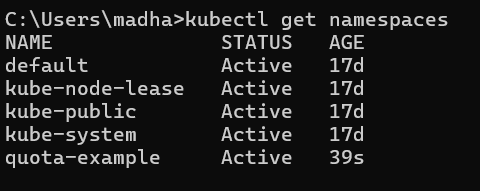 C:\Users\madha>kubectl get namespaces
NAME              STATUS   AGE
default           Active   17d
kube-node-lease   Active   17d
kube-public       Active   17d
kube-system       Active   17d
quota-example     Active   39s